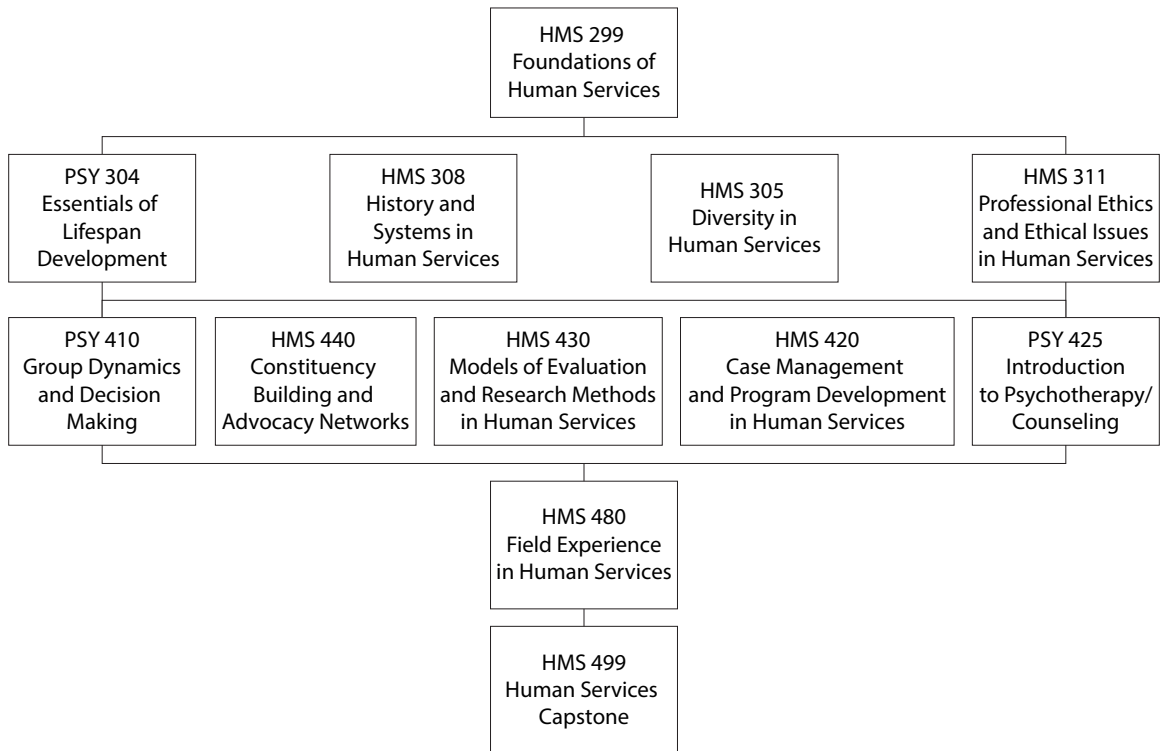 HMS 299
Foundations of
Human Services
PSY 304
Essentials of
Lifespan
Development
HMS 308
History and
Systems in
Human Services
HMS 305
Diversity in
Human Services
HMS 311
Professional Ethics
and Ethical Issues
in Human Services
PSY 410
Group Dynamics
and Decision
Making
HMS 440
Constituency
Building and
Advocacy Networks
HMS 430
Models of Evaluation
and Research Methods
in Human Services
HMS 420
Case Management
and Program Development
in Human Services
PSY 425
Introduction
to Psychotherapy/
Counseling
HMS 480
Field Experience
in Human Services
HMS 499
Human Services
Capstone